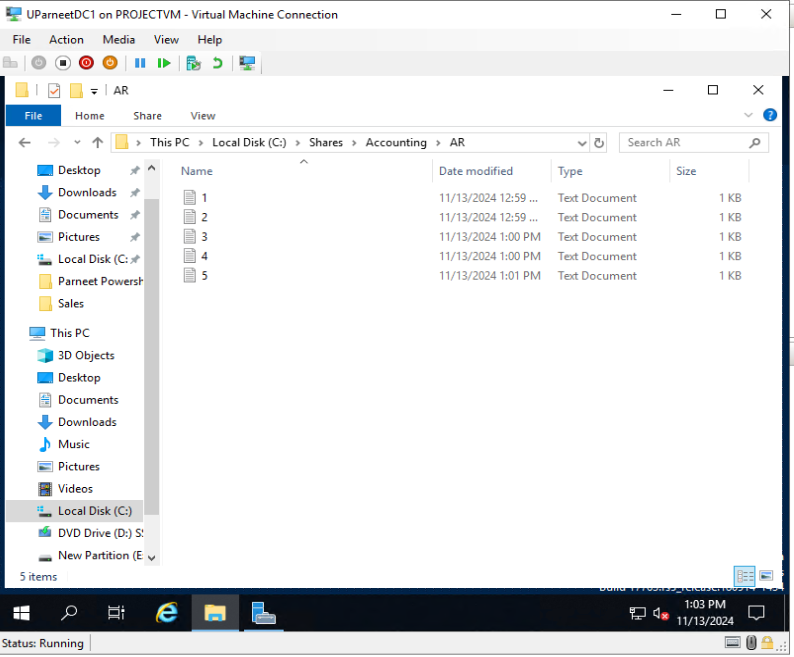 UParneetDC1 on PROJECTVM - Virtual Machine Connection
File Action Media View Help
AR
File Home Share View
This PC > Local Disk (C:) > Shares > Accounting > AR
Search AR
Name Date modified Type Size
Desktop
Downloads
Documents
Pictures
Local Disk (C:
Parneet Powersh
Sales
This PC
3D Objects
Desktop
Documents
Downloads
Music
Pictures
Videos
Local Disk (C:)
DVD Drive (D:) S
New Partition (E
1 11/13/2024 12:59 ... Text Document 1 KB
2 11/13/2024 12:59 ... Text Document 1 KB
3 11/13/2024 1:00 PM Text Document 1 KB
4 11/13/2024 1:00 PM Text Document 1 KB
5 11/13/2024 1:01 PM Text Document 1 KB
5 items
1:03 PM
11/13/2024
Status: Running